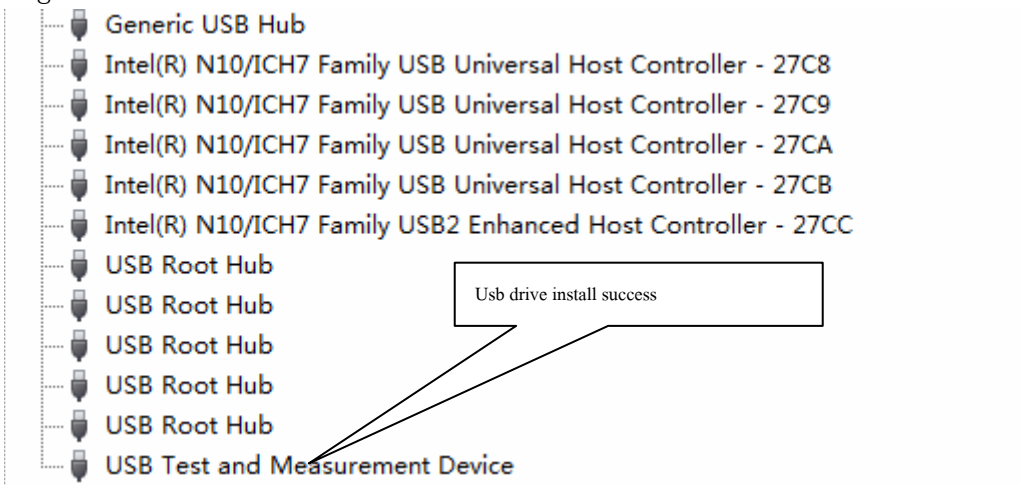 Generic USB Hub
Intel(R) N10/ICH7 Family USB Universal Host Controller - 27C8
Intel(R) N10/ICH7 Family USB Universal Host Controller - 27C9
Intel(R) N10/ICH7 Family USB Universal Host Controller - 27CA
Intel(R) N10/ICH7 Family USB Universal Host Controller - 27CB
Intel(R) N10/ICH7 Family USB2 Enhanced Host Controller - 27CC
USB Root Hub
Usb drive install success
USB Root Hub
USB Root Hub
USB Root Hub
USB Root Hub
USB Test and Measurement Device